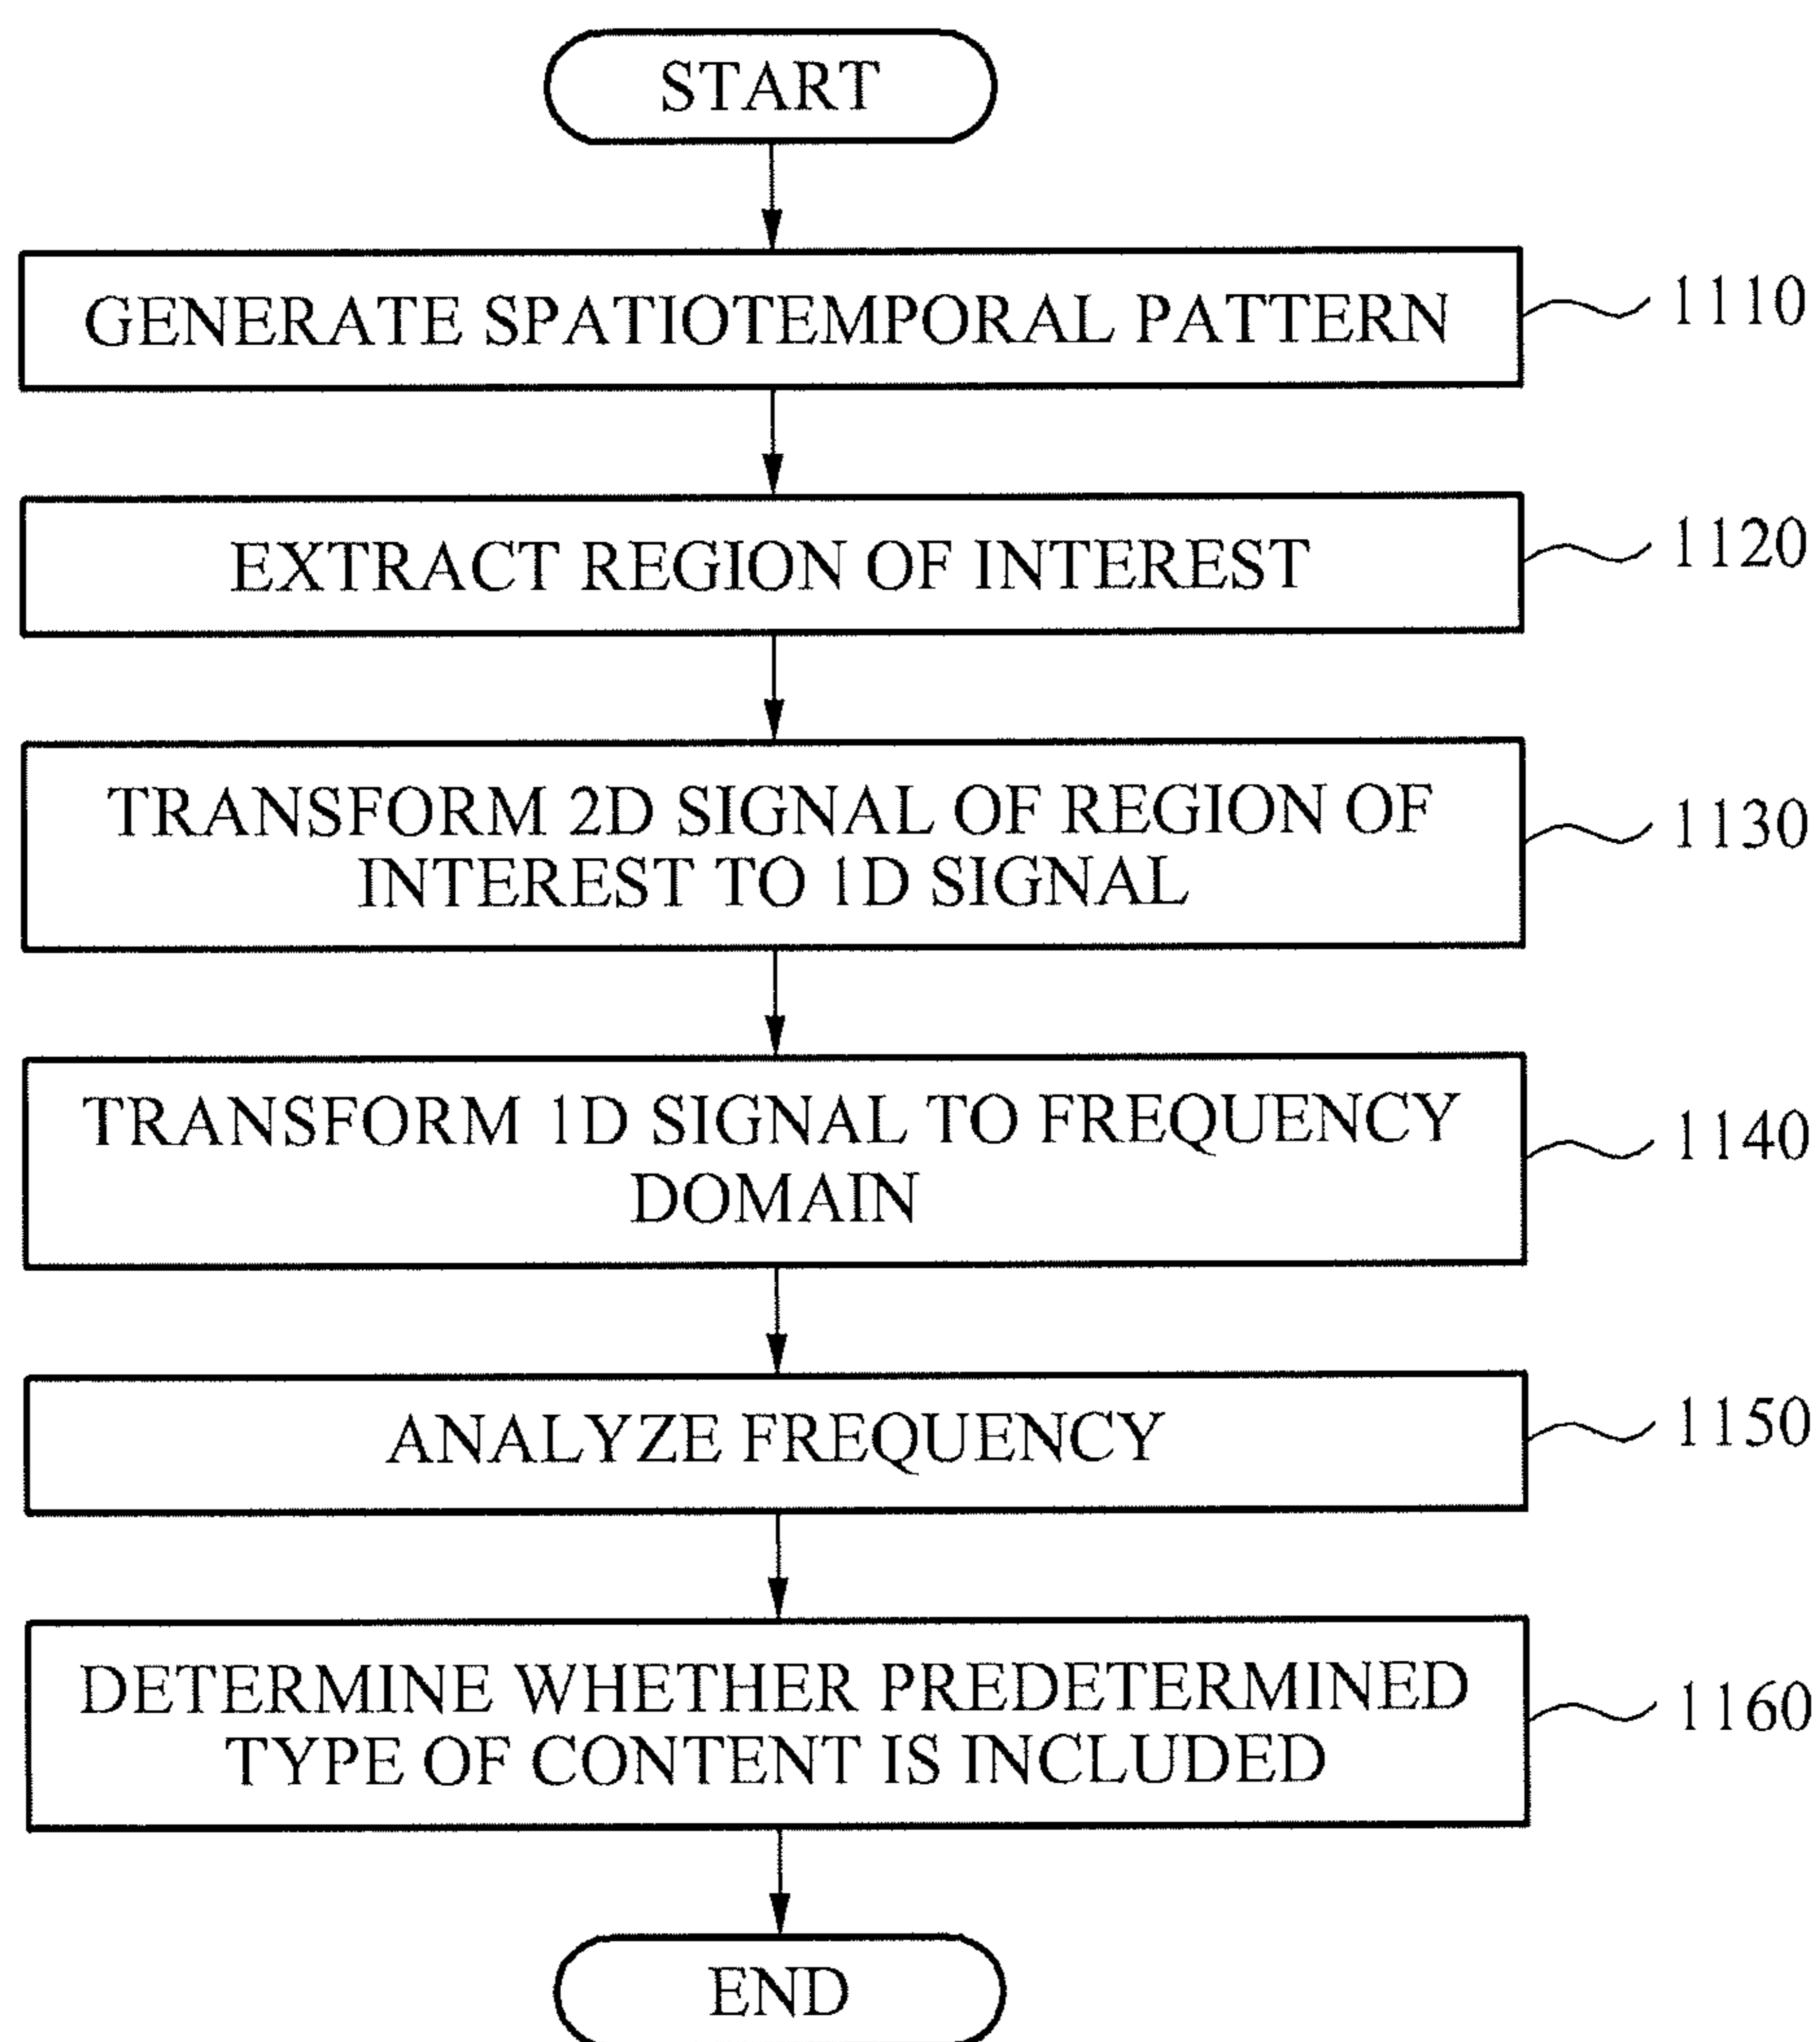 START
GENERATE SPATIOTEMPORAL PATTERN
1110
EXTRACT REGION OF INTEREST
1120
TRANSFORM 2D SIGNAL OF REGION OF
INTEREST TO 1D SIGNAL
1130
TRANSFORM 1D SIGNAL TO FREQUENCY
DOMAIN
1140
ANALYZE FREQUENCY
1150
DETERMINE WHETHER PREDETERMINED
TYPE OF CONTENT IS INCLUDED
1160
END